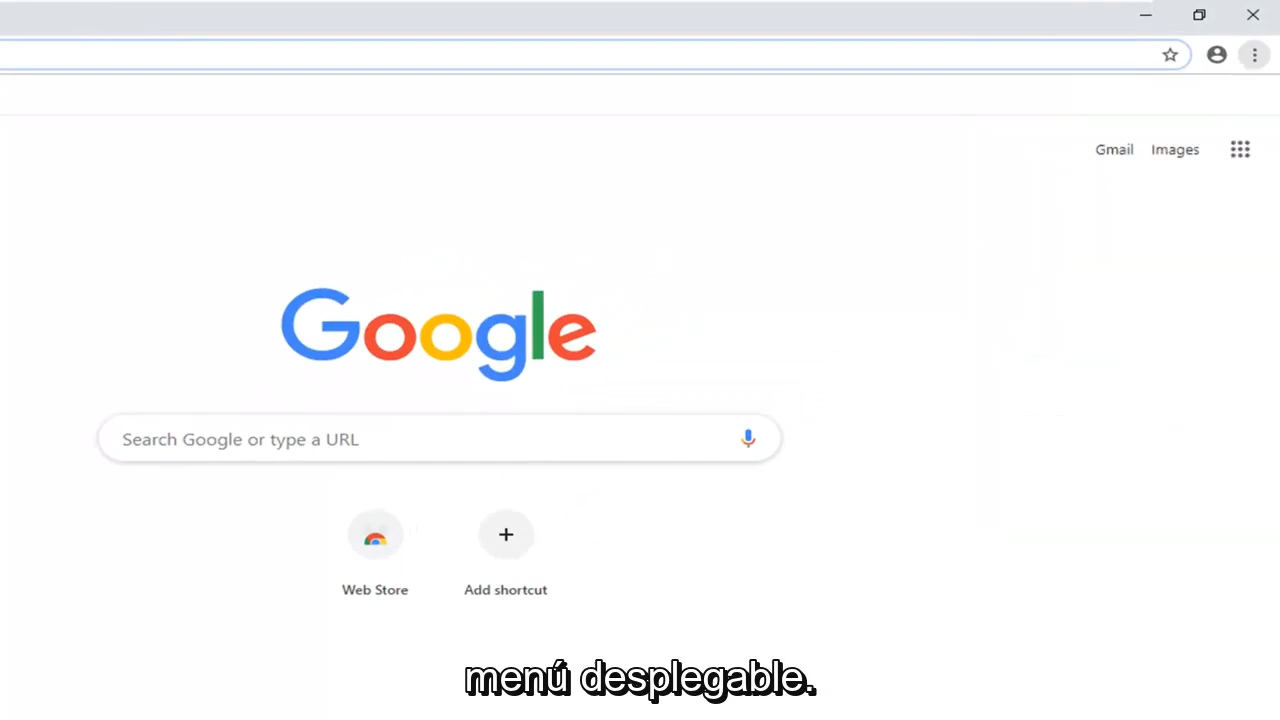 Gmail Images
Google
Search Google or type a URL
Web Store Add shortcut
menú desplegable.